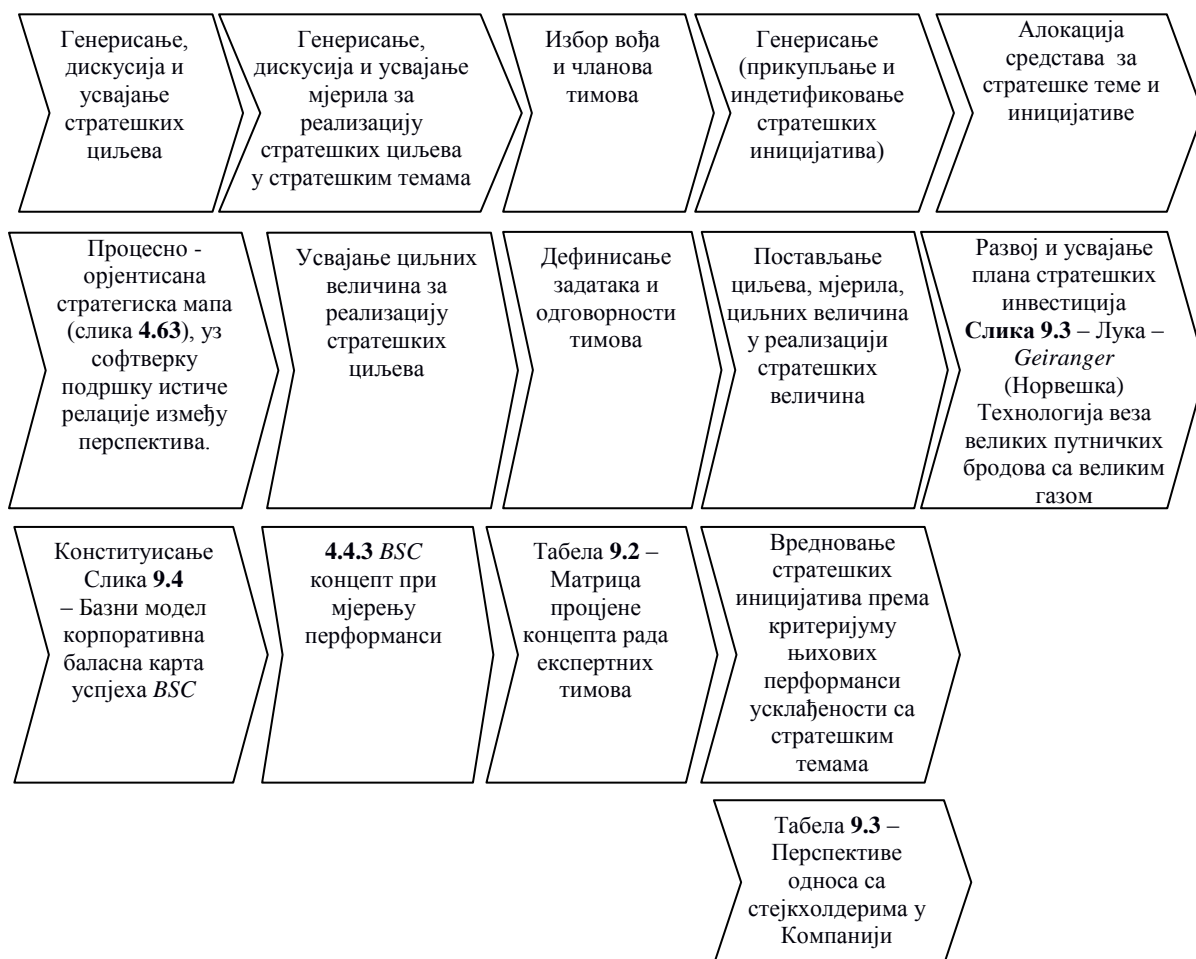 Генерисање,
дискусија и
усвајање
стратешких
циљева
Генерисање,
дискусија и усвајање
мјерила за
реализацију
стратешких циљева
у стратешким темама
Избор вођа
и чланова
тимова
Генерисање
(прикупљање и
индетификовање
стратешких
иницијатива)
Алокација
средстава за
стратешке теме и
иницијативе
Процесно -
орјентисана
стратегиска мапа
(слика 4.63), уз
софтверку
подршку истиче
релације између
перспектива.
Усвајање циљних
величина за
реализацију
стратешких
циљева
Дефинисање
задатака и
одговорности
тимова
Постављање
циљева, мјерила,
циљних величина
у реализацији
стратешких
величина
Развој и усвајање
плана стратешких
инвестиција
Слика 9.3 – Лука –
Geiranger
(Норвешка)
Технологија веза
великих путничких
бродова са великим
газом
Конституисање
Слика 9.4
– Базни модел
корпоративна
баласна карта
успјеха BSC
4.4.3 BSC
концепт при
мјерењу
перформанси
Табела 9.2 –
Матрица
процјене
концепта рада
експертних
тимова
Вредновање
стратешких
иницијатива према
критеријуму
њихових
перформанси
усклађености са
стратешким
темама
Табела 9.3 –
Перспективе
односа са
стејкхолдерима у
Компанији